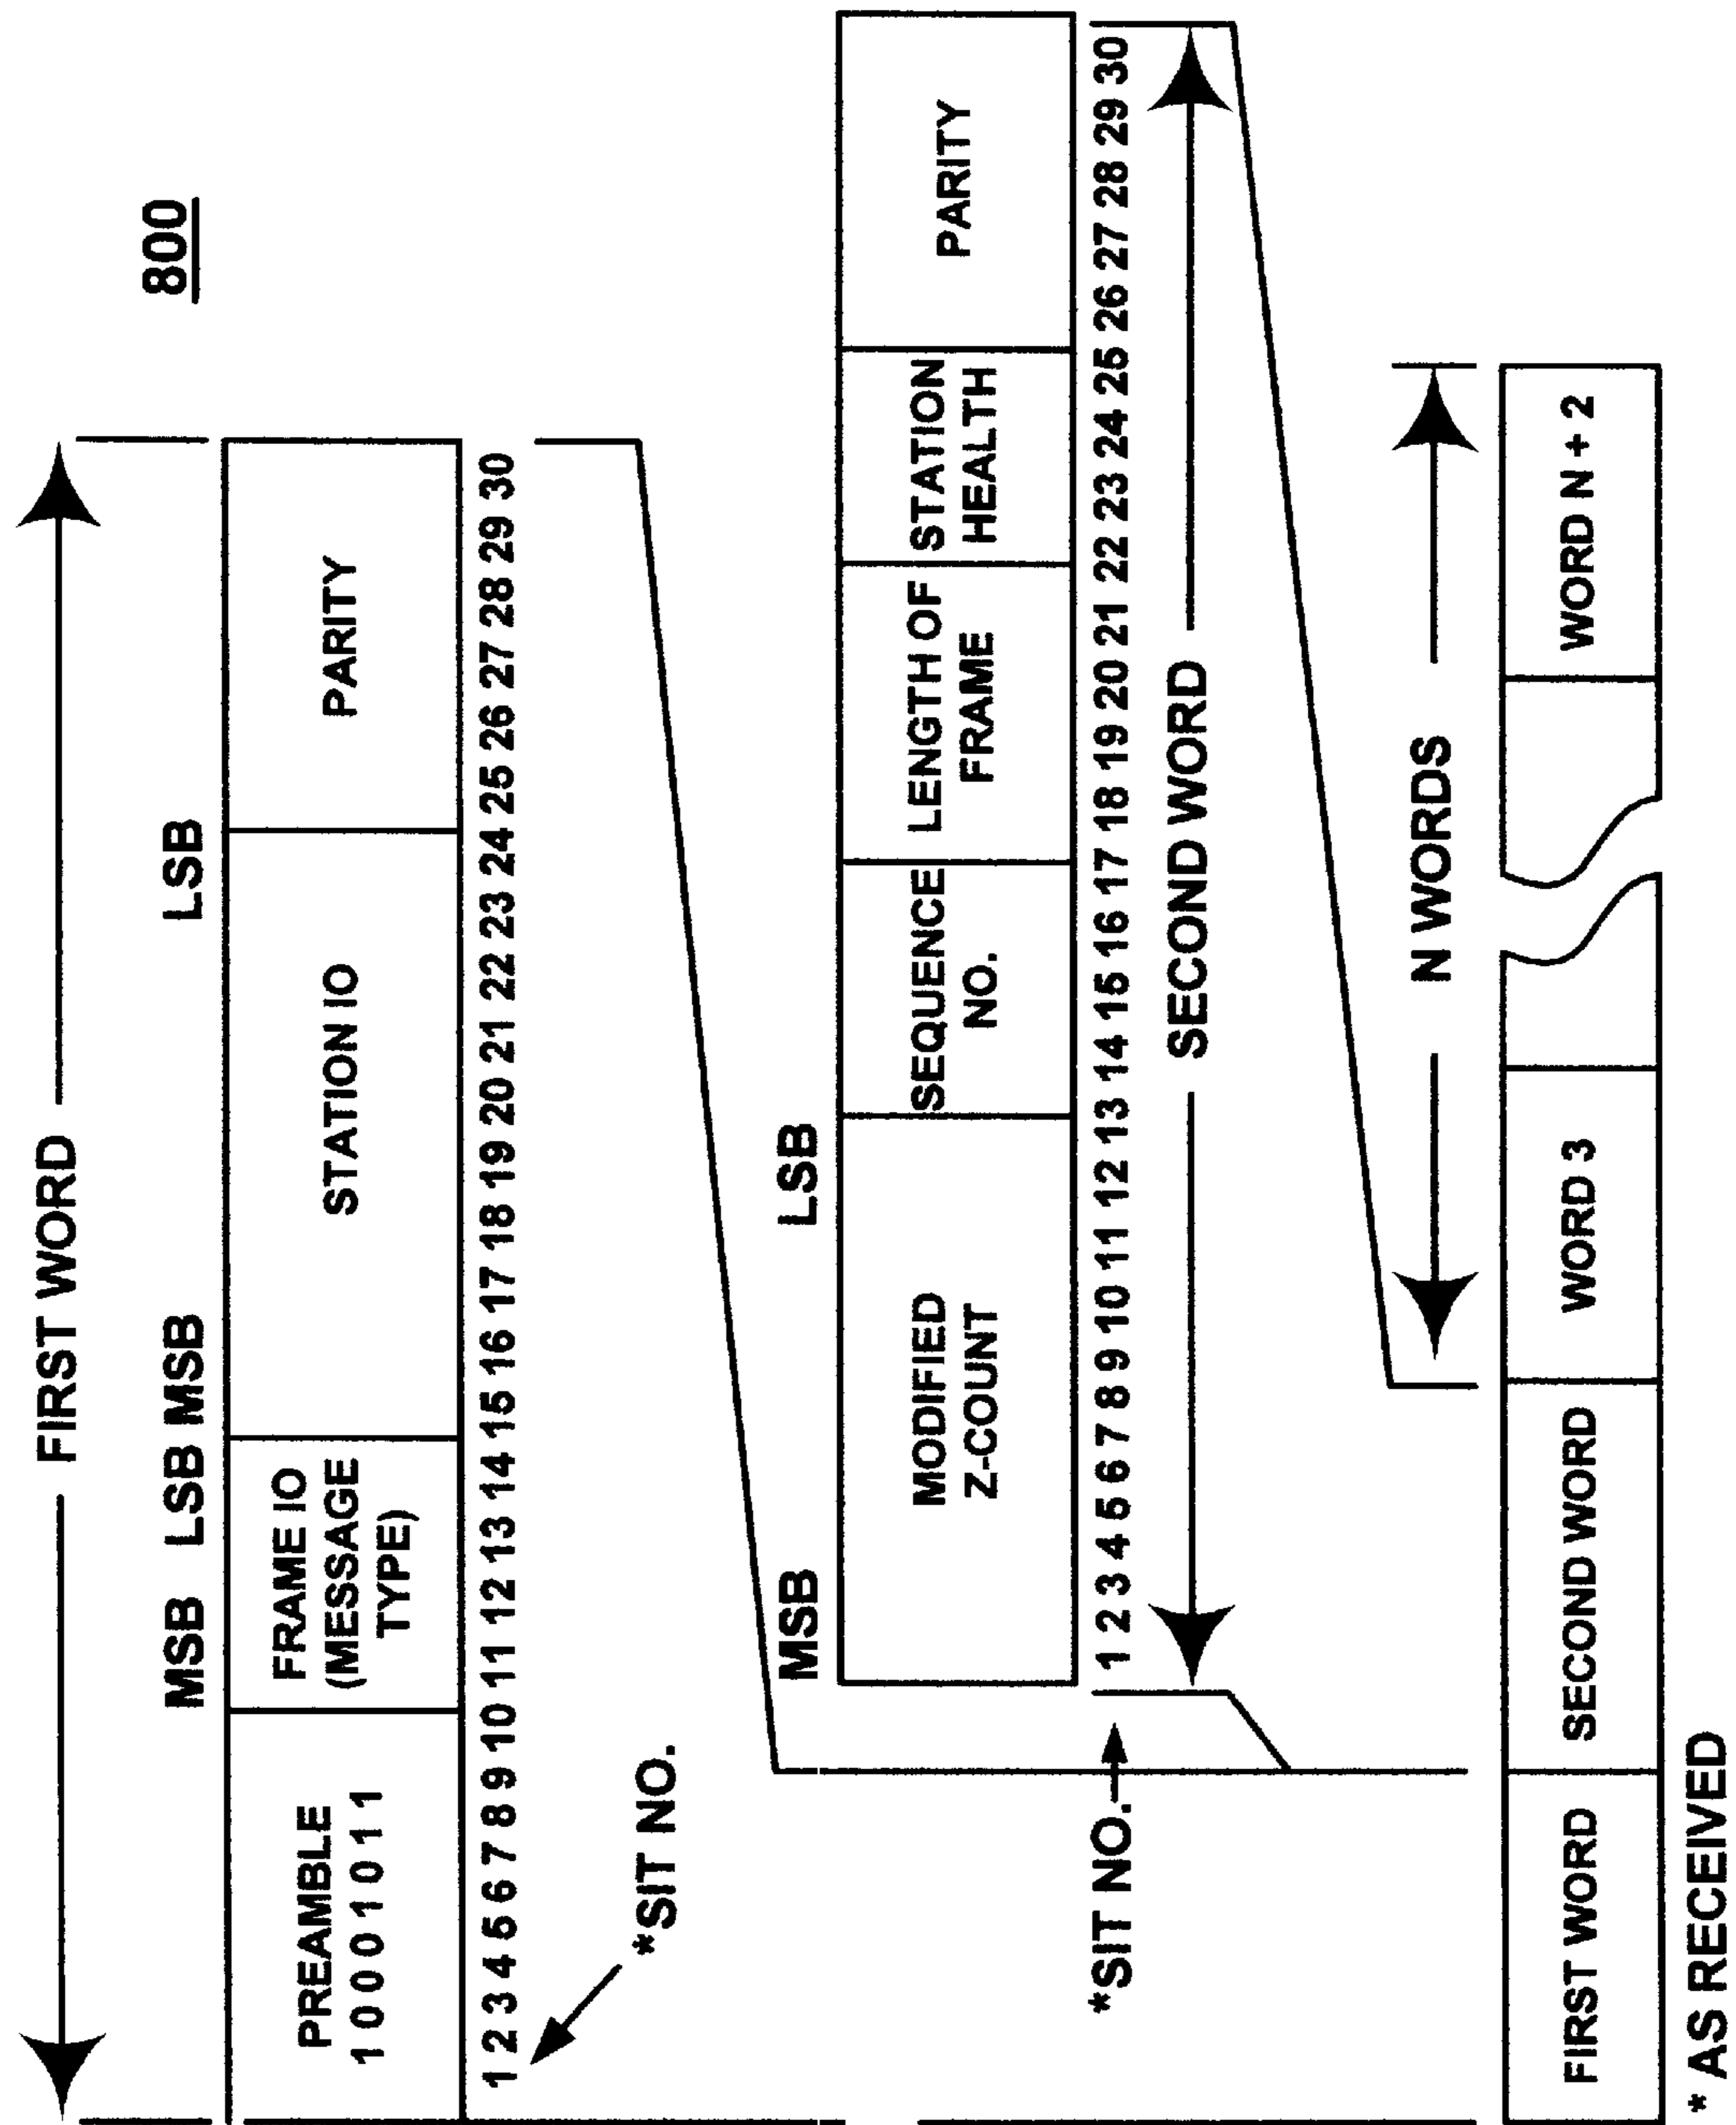 800
FIRST WORD
MSB LSB MSB LSB
PREAMBLE
1 0 0 0 1 0 1 1
FRAME IO
(MESSAGE
TYPE)
STATION IO
PARITY
1 2 3 4 5 6 7 8 9 10 11 12 13 14 15 16 17 18 19 20 21 22 23 24 25 26 27 28 29 30
*SIT NO.
MSB LSB
MODIFIED
Z-COUNT
SEQUENCE
NO.
LENGTH OF
FRAME
STATION
HEALTH
PARITY
1 2 3 4 5 6 7 8 9 10 11 12 13 14 15 16 17 18 19 20 21 22 23 24 25 26 27 28 29 30
*SIT NO.
SECOND WORD
N WORDS
FIRST WORD
SECOND WORD
WORD 3
WORD N + 2
* AS RECEIVED